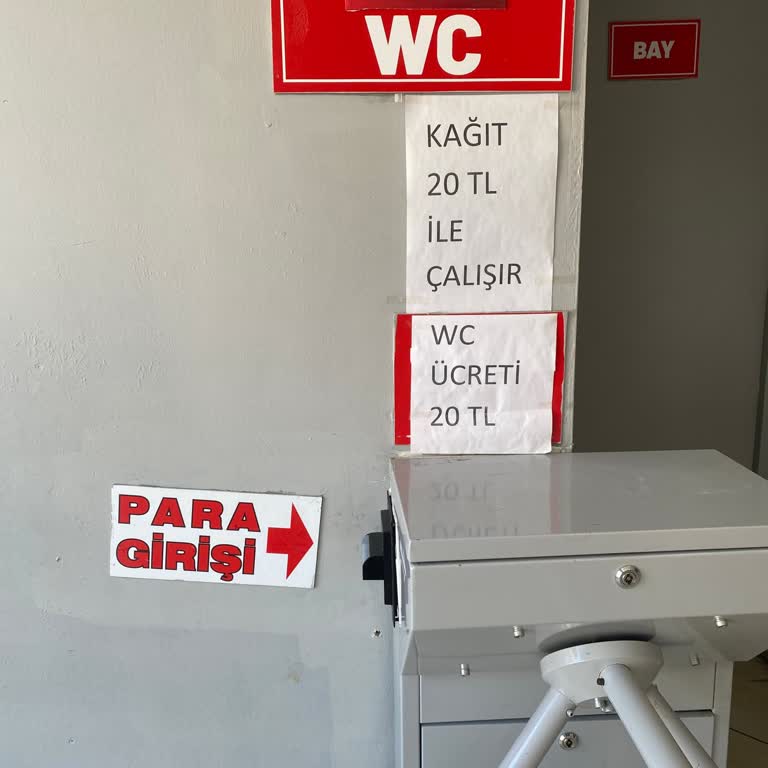 WC
BAY
KAĞIT
20 TL
İLE
ÇALIŞIR
WC
ÜCRETİ
20 TL
PARA
GİRİŞİ